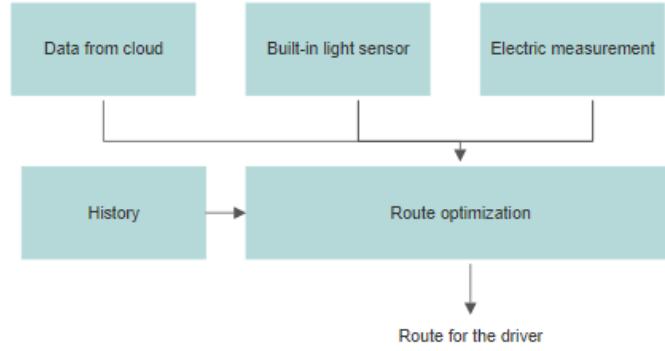 Data from cloud
Built-in light sensor
Electric measurement
History
Route optimization
Route for the driver